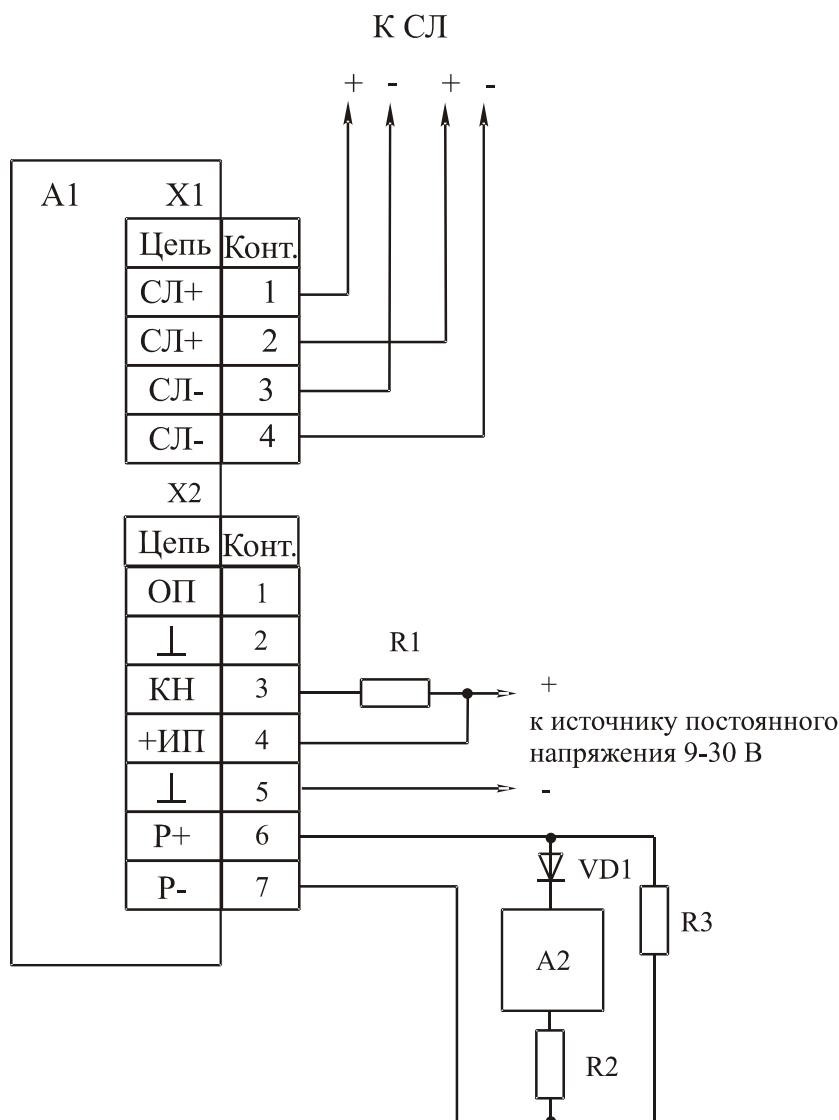 К СЛ
+ - + -
А1 Х1
Цепь Конт.
СЛ+ 1
СЛ+ 2
СЛ- 3
СЛ- 4
Х2
Цепь Конт.
ОП 1
⊥ 2
R1
КН 3
+
+ИП 4
к источнику постоянного
напряжения 9-30 В
⊥ 5
-
Р+ 6
Р- 7
VD1
R3
А2
R2